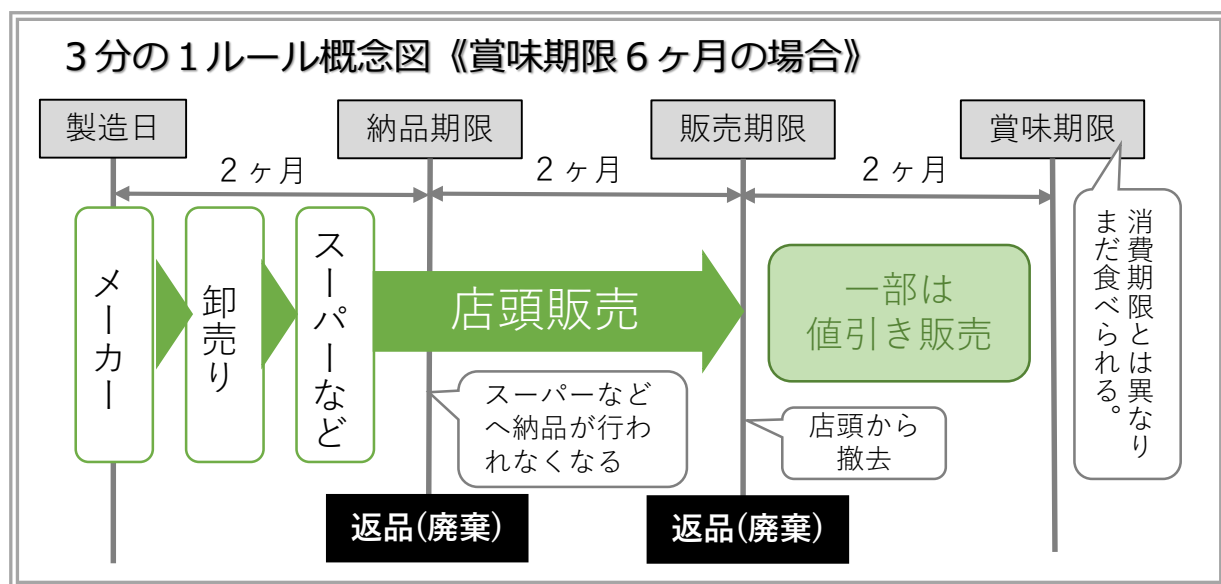 ３分の１ルール概念図《賞味期限６ヶ月の場合》
製造日
納品期限
販売期限
賞味期限
２ヶ月
２ヶ月
２ヶ月
メーカー
卸売り
スーパーなど
店頭販売
一部は
値引き販売
消費期限とは異なり
まだ食べられる。
スーパーなど
へ納品が行わ
れなくなる
店頭から
撤去
返品(廃棄)
返品(廃棄)